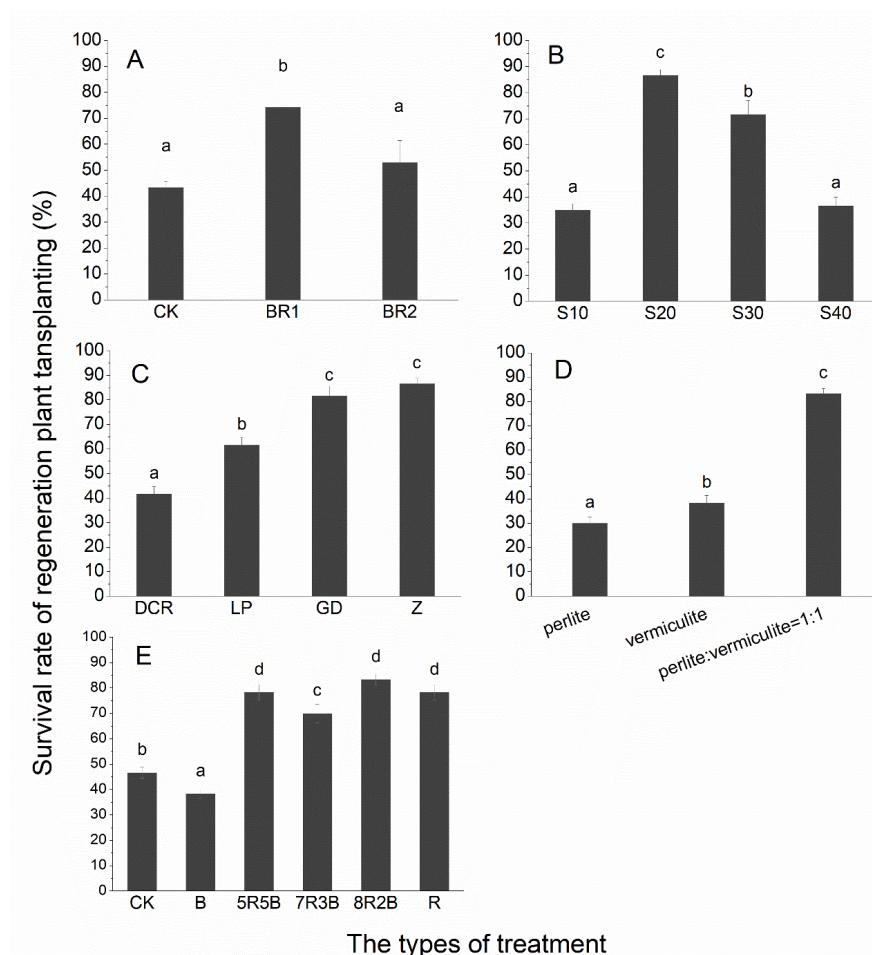 Survival rate of regeneration plant tansplanting (%)
A
100
90
80
70
60
50
40
30
20
10
0
a
b
a
CK BR1 BR2
B
100
90
80
70
60
50
40
30
20
10
0
a
c
b
a
S10 S20 S30 S40
C
100
90
80
70
60
50
40
30
20
10
0
a
b
c
c
DCR LP GD Z
D
100
90
80
70
60
50
40
30
20
10
0
a
b
c
perlite
vermiculite
perlite:vermiculite=1:1
E
100
90
80
70
60
50
40
30
20
10
0
b
a
d
c
d
d
CK B 5R5B 7R3B 8R2B R
The types of treatment